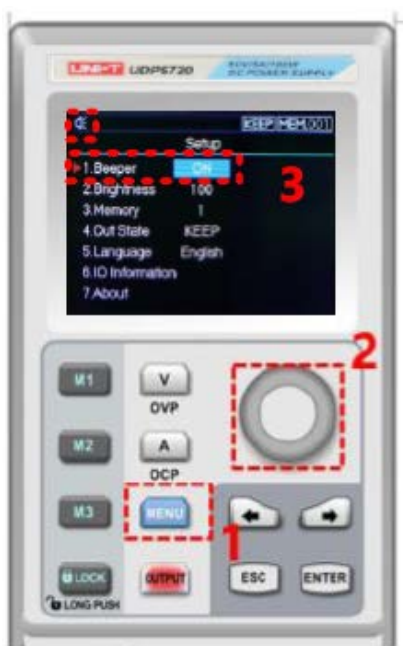 UNI-T UDP6720
DC POWER SUPPLY
KEEP MEM:001
Setup
1.Beeper On
2.Brightness 100
3.Memory 1
4.Out State KEEP
5.Language English
6.IO Information
7.About
3
2
M1 V
OVP
M2 A
OCP
M3 MENU
1
LOCK OUTPUT ESC ENTER
LONG PUSH